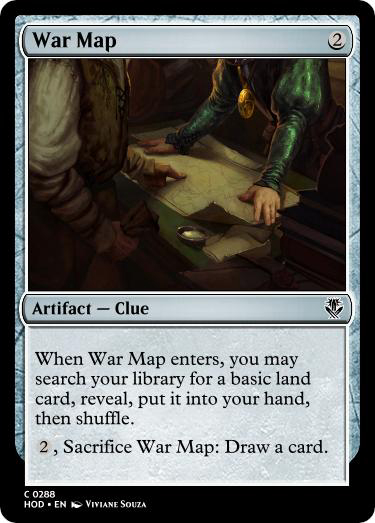 War Map 2
Artifact — Clue
When War Map enters, you may
search your library for a basic land
card, reveal, put it into your hand,
then shuffle.
2 , Sacrifice War Map: Draw a card.
C 0288
HOD • EN Viviane Souza